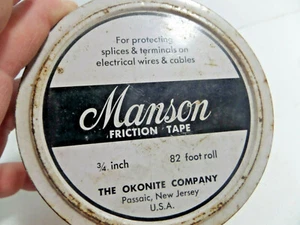 For protecting
splices & terminals on
electrical wires & cables
Manson
FRICTION TAPE
¾ inch 82 foot roll
THE OKONITE COMPANY
Passaic, New Jersey
U.S.A.